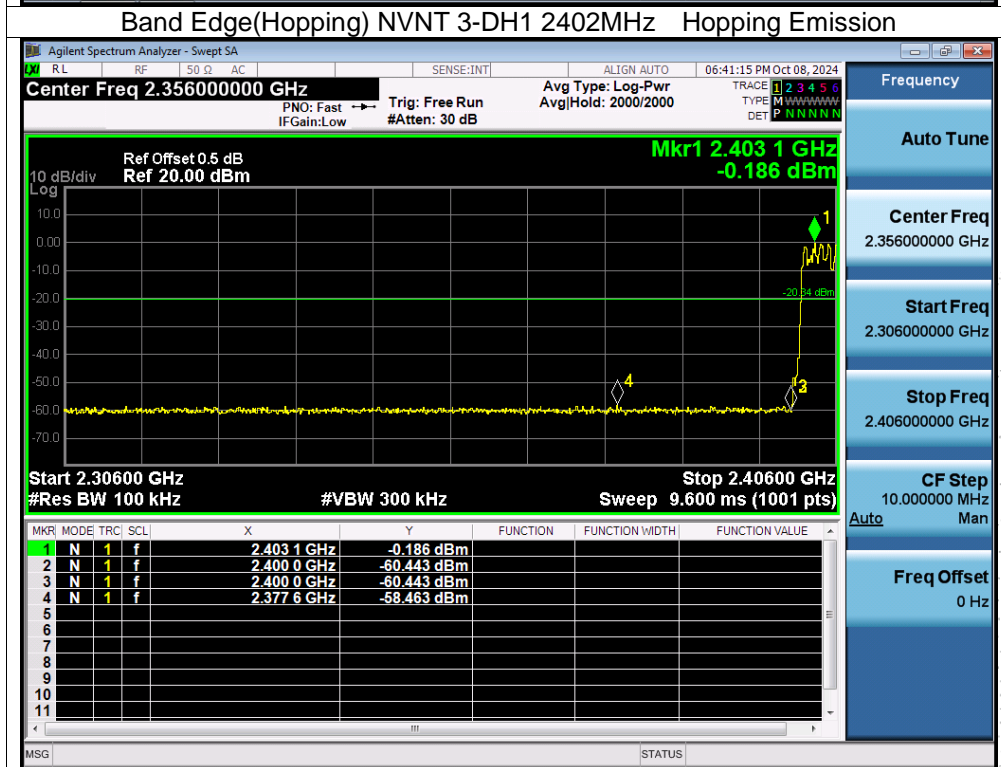 Band Edge(Hopping) NVNT 3-DH1 2402MHz Hopping Emission
Agilent Spectrum Analyzer - Swept SA
LXI RL RF 50 Ω AC SENSE:INT ALIGN AUTO 06:41:15 PM Oct 08, 2024
Center Freq 2.356000000 GHz
PNO: Fast
IFGain:Low
Trig: Free Run
#Atten: 30 dB
Avg Type: Log-Pwr
Avg|Hold: 2000/2000
TRACE 1 2 3 4 5 6
TYPE M WWWWW
DET P N N N N N
Frequency
Auto Tune
Center Freq
2.356000000 GHz
Start Freq
2.306000000 GHz
Stop Freq
2.406000000 GHz
CF Step
10.000000 MHz
Auto Man
Freq Offset
0 Hz
Ref Offset 0.5 dB
10 dB/div Ref 20.00 dBm
Log
Mkr1 2.403 1 GHz
-0.186 dBm
10.0
0.00
-10.0
-20.0
-30.0
-40.0
-50.0
-60.0
-70.0
1
-20.34 dBm
4
3
Start 2.30600 GHz Stop 2.40600 GHz
#Res BW 100 kHz #VBW 300 kHz Sweep 9.600 ms (1001 pts)
MKR MODE TRC SCL X Y FUNCTION FUNCTION WIDTH FUNCTION VALUE
1 N 1 f 2.403 1 GHz -0.186 dBm
2 N 1 f 2.400 0 GHz -60.443 dBm
3 N 1 f 2.400 0 GHz -60.443 dBm
4 N 1 f 2.377 6 GHz -58.463 dBm
5
6
7
8
9
10
11
MSG STATUS